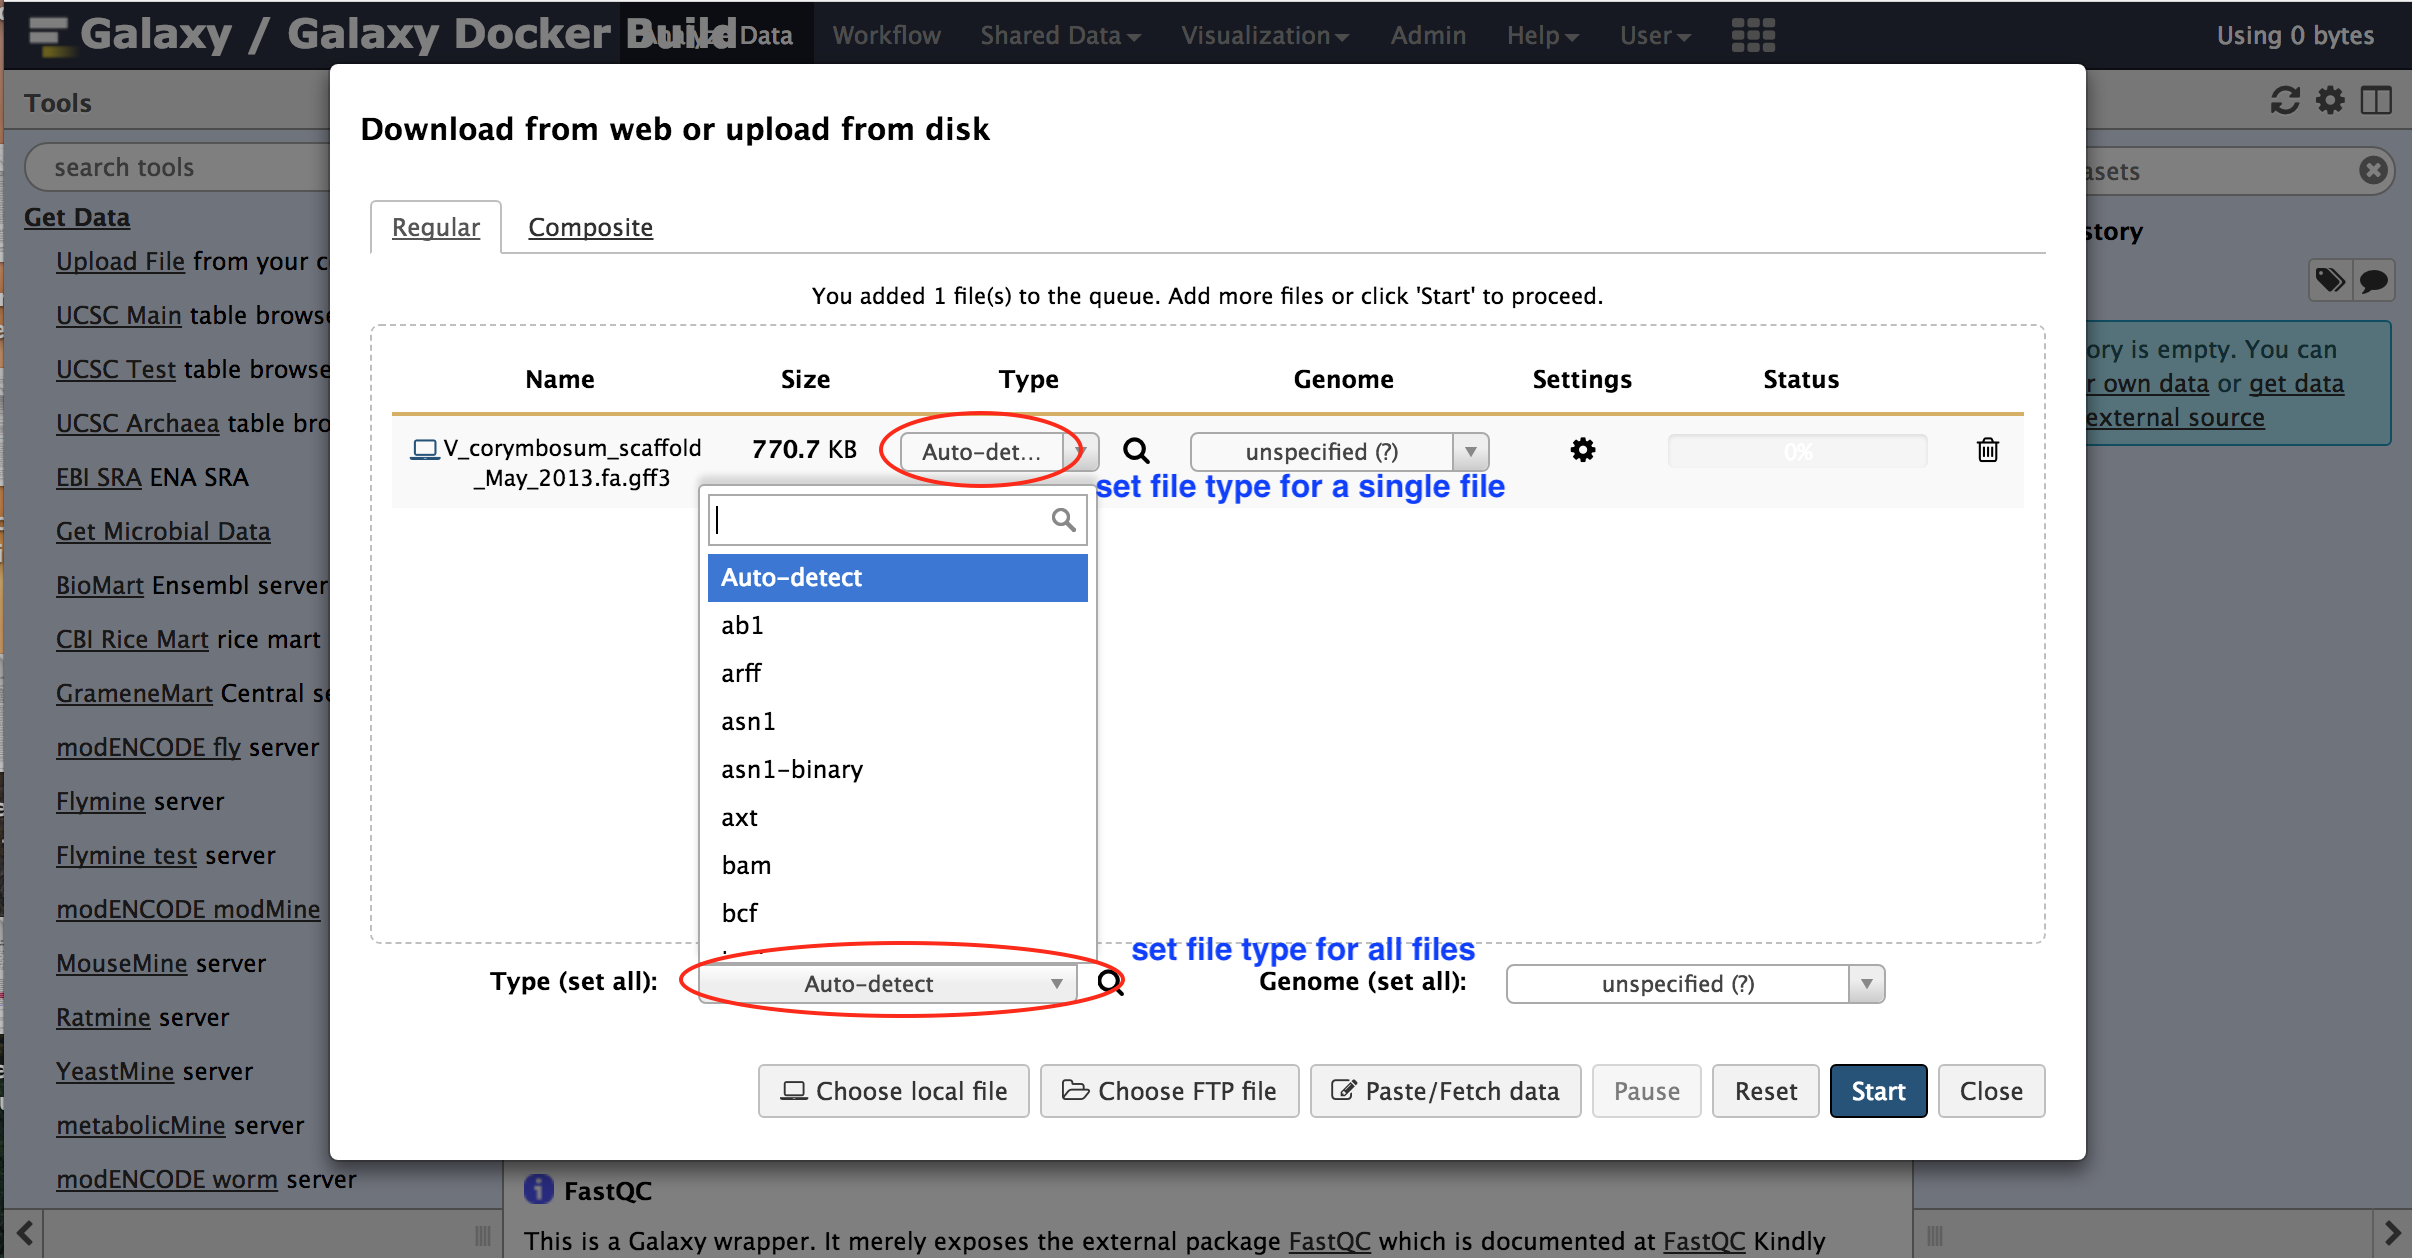 Galaxy / Galaxy Docker Build
Analyze Data Workflow Shared Data Visualization Admin Help User Using 0 bytes
Tools
search tools
Get Data
Upload File from your c
UCSC Main table browse
UCSC Test table browse
UCSC Archaea table bro
EBI SRA ENA SRA
Get Microbial Data
BioMart Ensembl server
CBI Rice Mart rice mart
GrameneMart Central se
modENCODE fly server
Flymine server
Flymine test server
modENCODE modMine
MouseMine server
Ratmine server
YeastMine server
metabolicMine server
modENCODE worm server
Download from web or upload from disk
Regular Composite
You added 1 file(s) to the queue. Add more files or click 'Start' to proceed.
Name Size Type Genome Settings Status
V_corymbosum_scaffold 770.7 KB Auto-det... unspecified (?) 0%
_May_2013.fa.gff3
set file type for a single file
Auto-detect
ab1
arff
asn1
asn1-binary
axt
bam
bcf
set file type for all files
Type (set all): Auto-detect Genome (set all): unspecified (?)
Choose local file Choose FTP file Paste/Fetch data Pause Reset Start Close
FastQC
This is a Galaxy wrapper. It merely exposes the external package FastQC which is documented at FastQC Kindly
asets
story
ory is empty. You can
r own data or get data
external source